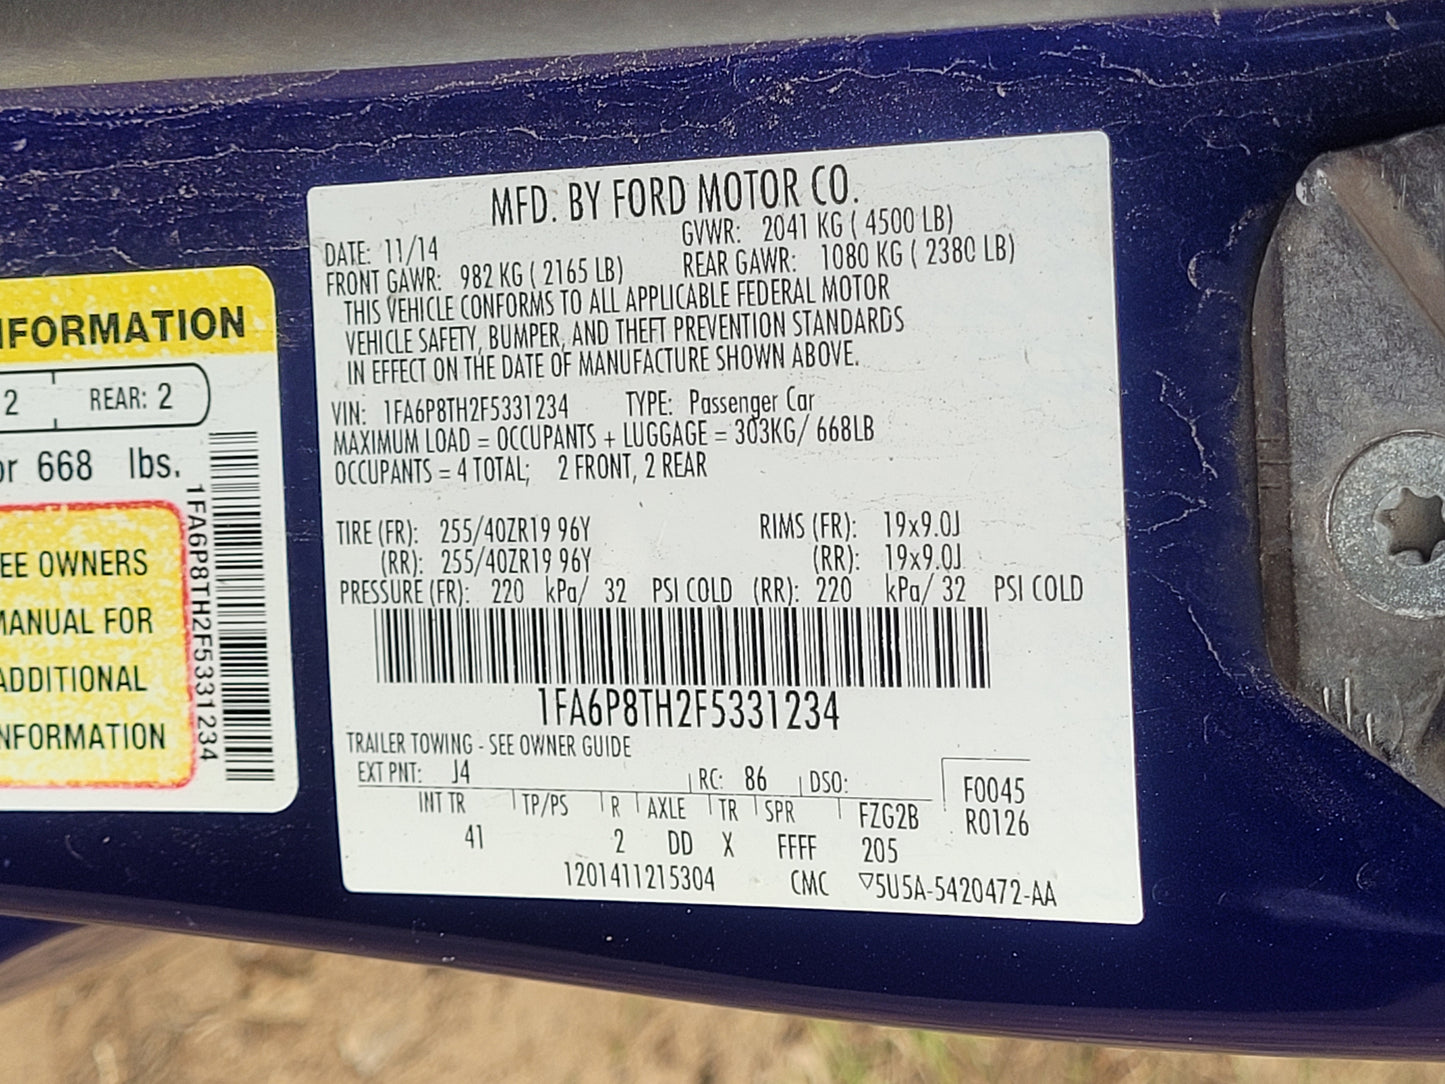 NFORMATION
2 REAR: 2
or 668 lbs.
EE OWNERS
MANUAL FOR
ADDITIONAL
NFORMATION
1FA6P8TH2F5331234
MFD. BY FORD MOTOR CO.
DATE: 11/14 GVWR: 2041 KG ( 4500 LB)
FRONT GAWR: 982 KG ( 2165 LB) REAR GAWR: 1080 KG ( 2380 LB)
THIS VEHICLE CONFORMS TO ALL APPLICABLE FEDERAL MOTOR
VEHICLE SAFETY, BUMPER, AND THEFT PREVENTION STANDARDS
IN EFFECT ON THE DATE OF MANUFACTURE SHOWN ABOVE.
VIN: 1FA6P8TH2F5331234 TYPE: Passenger Car
MAXIMUM LOAD = OCCUPANTS + LUGGAGE = 303KG/ 668LB
OCCUPANTS = 4 TOTAL; 2 FRONT, 2 REAR
TIRE (FR): 255/40ZR19 96Y RIMS (FR): 19x9.0J
(RR): 255/40ZR19 96Y (RR): 19x9.0J
PRESSURE (FR): 220 kPa/ 32 PSI COLD (RR): 220 kPa/ 32 PSI COLD
1FA6P8TH2F5331234
TRAILER TOWING - SEE OWNER GUIDE
EXT PNT: J4 RC: 86 DSO: F0045
INT TR TP/PS R AXLE TR SPR FZG2B R0126
41 2 DD X FFFF 205
1201411215304 CMC ▽5U5A-5420472-AA